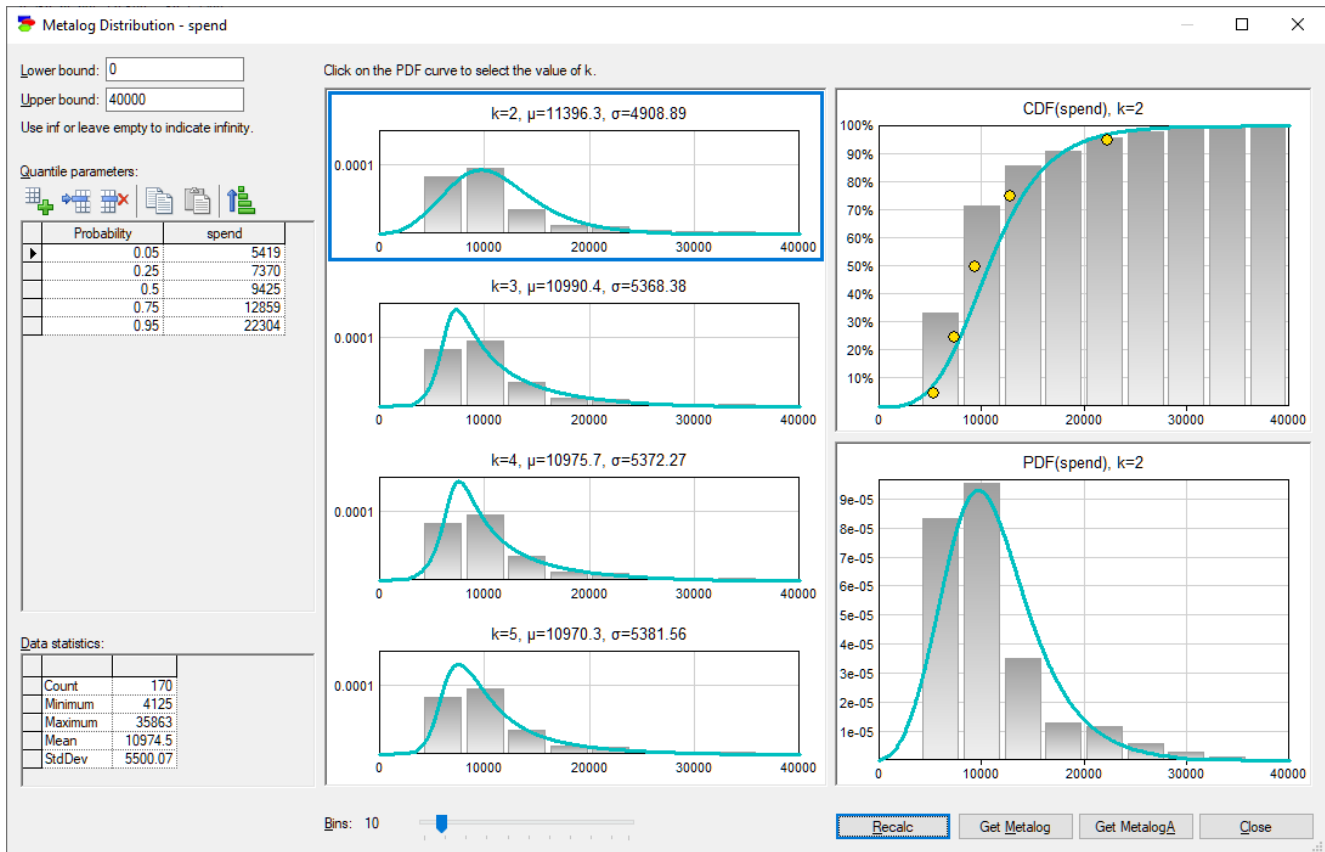 Metalog Distribution - spend
Lower bound: 0
Upper bound: 40000
Use inf or leave empty to indicate infinity.
Quantile parameters:
Probability spend
0.05 5419
0.25 7370
0.5 9425
0.75 12859
0.95 22304
Data statistics:
Count 170
Minimum 4125
Maximum 35863
Mean 10974.5
StdDev 5500.07
Click on the PDF curve to select the value of k.
k=2, μ=11396.3, σ=4908.89
0.0001
0 10000 20000 30000 40000
k=3, μ=10990.4, σ=5368.38
0.0001
0 10000 20000 30000 40000
k=4, μ=10975.7, σ=5372.27
0.0001
0 10000 20000 30000 40000
k=5, μ=10970.3, σ=5381.56
0.0001
0 10000 20000 30000 40000
Bins: 10
CDF(spend), k=2
100%
90%
80%
70%
60%
50%
40%
30%
20%
10%
0 10000 20000 30000 40000
PDF(spend), k=2
9e-05
8e-05
7e-05
6e-05
5e-05
4e-05
3e-05
2e-05
1e-05
0 10000 20000 30000 40000
Recalc Get Metalog Get MetalogA Close